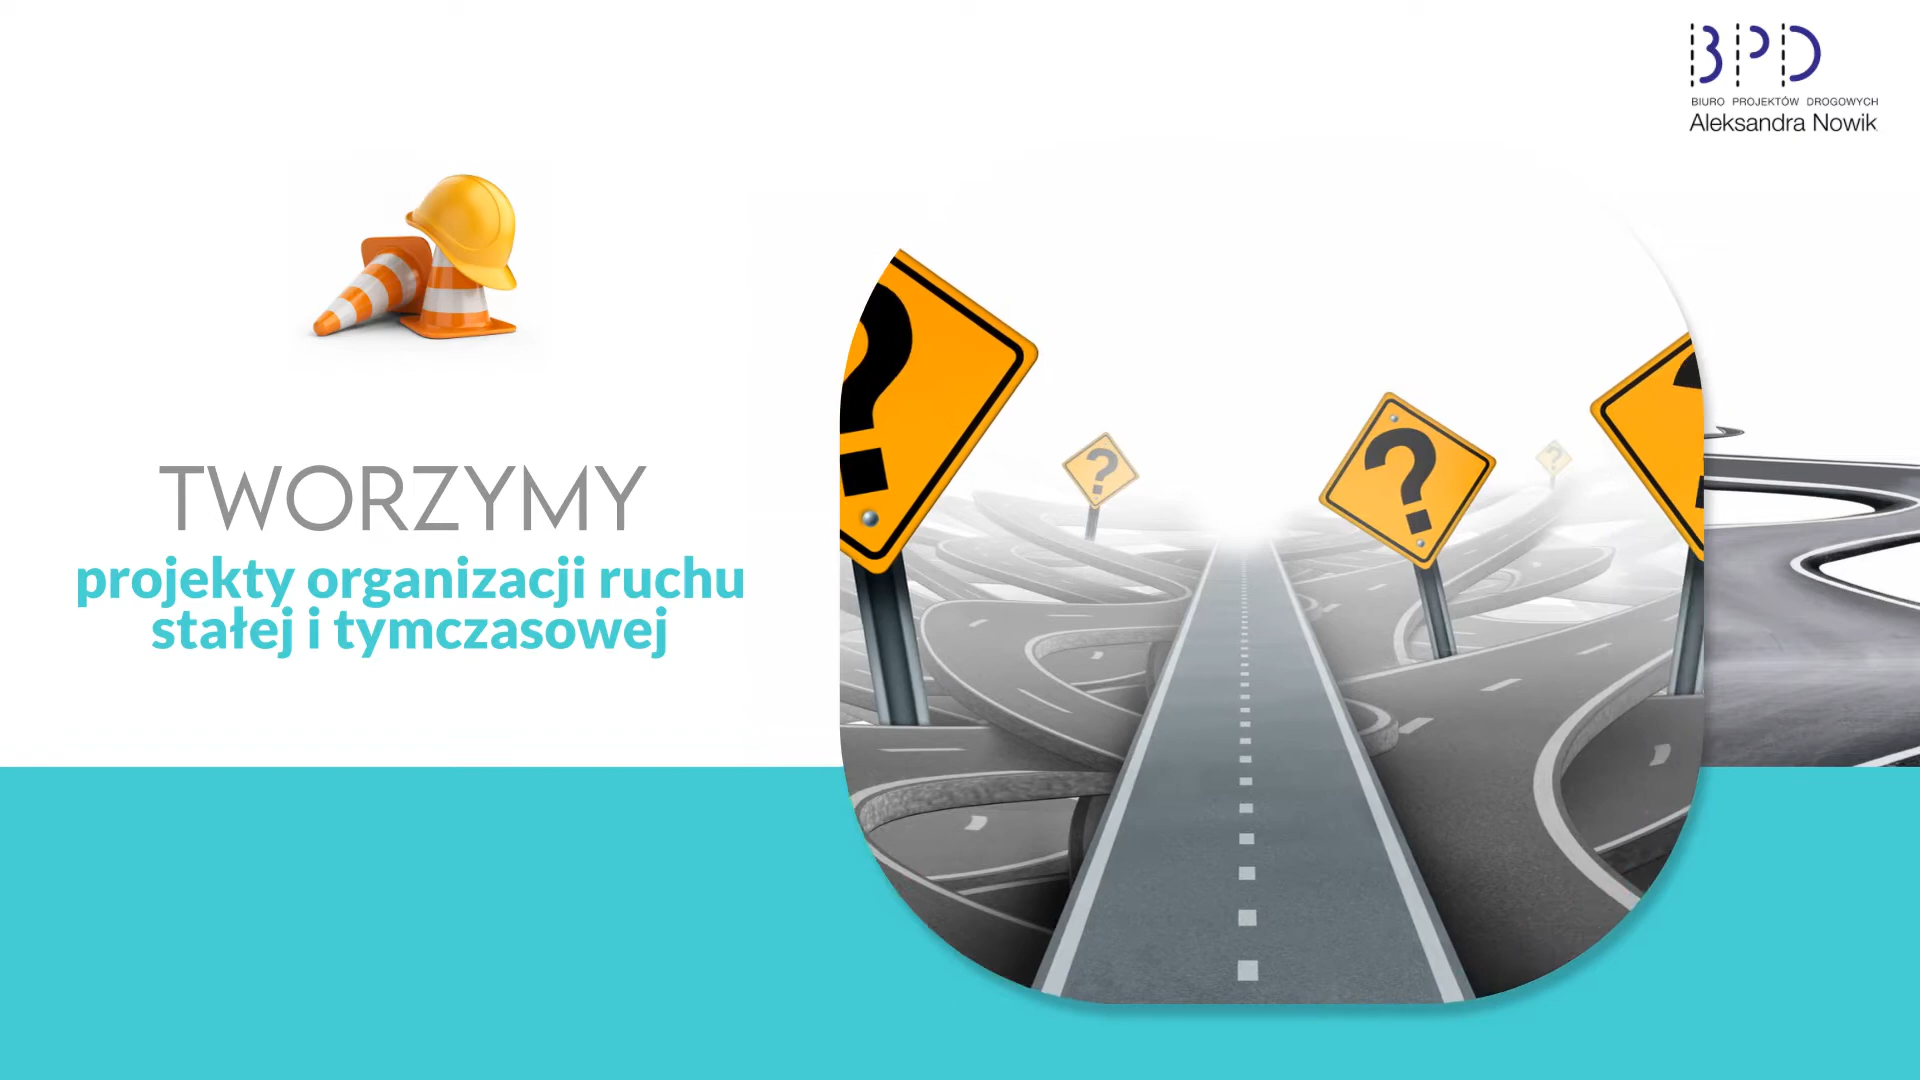 BPD
BIURO PROJEKTÓW DROGOWYCH
Aleksandra Nowik
TWORZYMY
projekty organizacji ruchu
stałej i tymczasowej
?
?
?
?
?